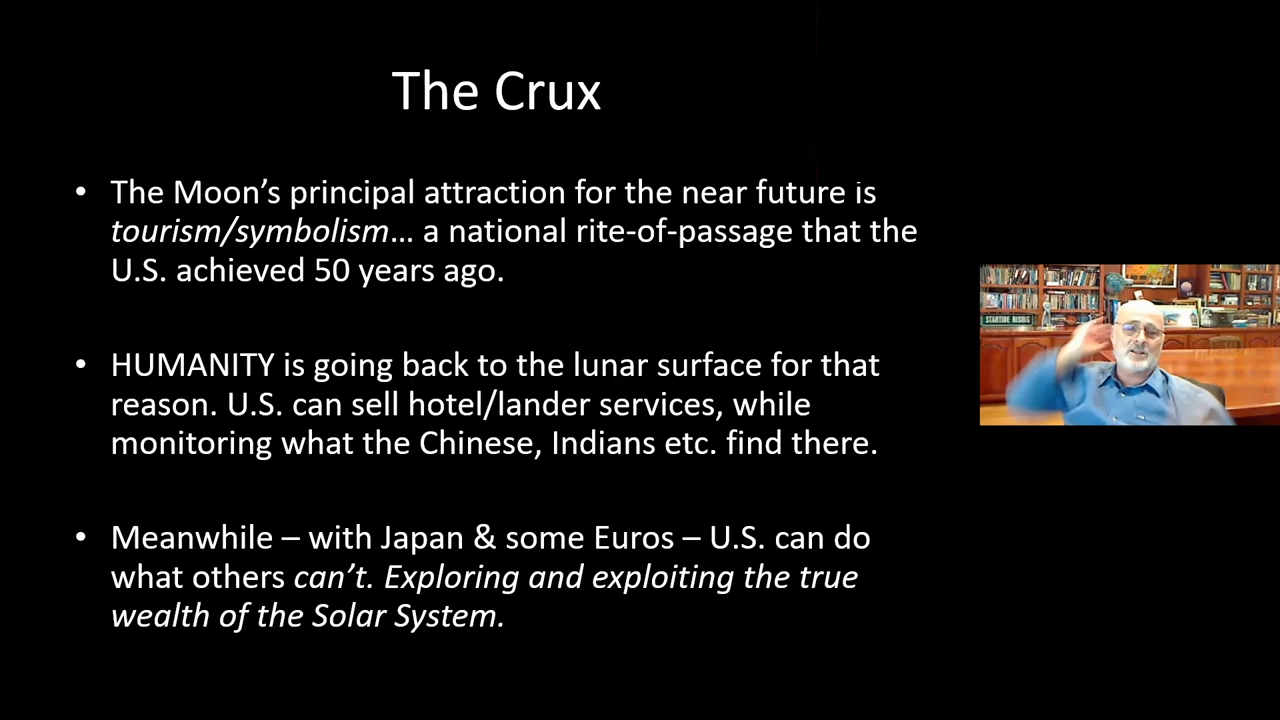 The Crux
• The Moon’s principal attraction for the near future is
tourism/symbolism… a national rite-of-passage that the
U.S. achieved 50 years ago.
• HUMANITY is going back to the lunar surface for that
reason. U.S. can sell hotel/lander services, while
monitoring what the Chinese, Indians etc. find there.
• Meanwhile – with Japan & some Euros – U.S. can do
what others can’t. Exploring and exploiting the true
wealth of the Solar System.
STARTIDE RISING